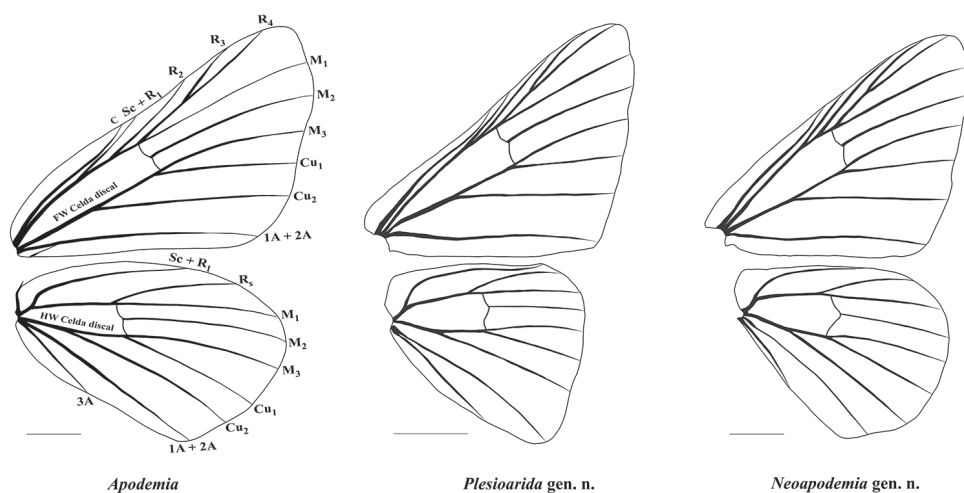 R4
R3
R2
Sc + R1
C
M1
M2
M3
Cu1
Cu2
1A + 2A
FW Celda discal
Sc + R1
Rs
M1
M2
M3
Cu1
Cu2
1A + 2A
3A
HW Celda discal
Apodemia
Plesioarida gen. n.
Neoapodemia gen. n.